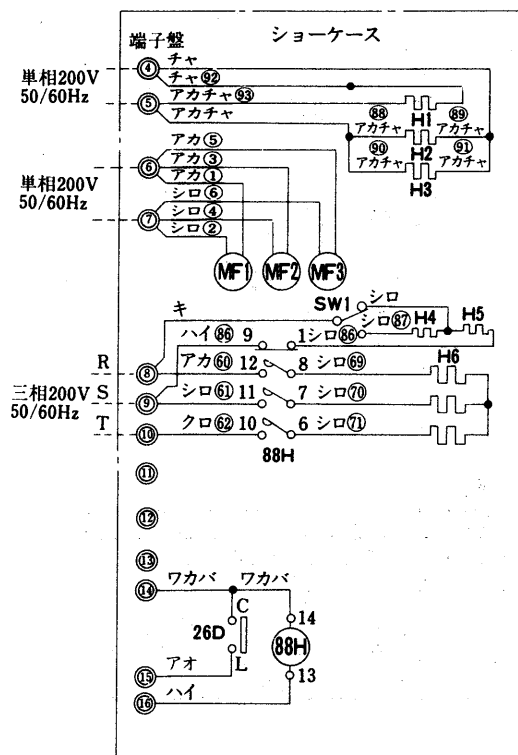 ショーケース
端子盤
単相200V
50/60Hz
④ チャ
チャ㉜
⑤ アカチャ�93
アカチャ
H1
88 アカチャ
89 アカチャ
H2
90 アカチャ
91 アカチャ
H3
単相200V
50/60Hz
⑥ アカ⑤
アカ③
アカ①
シロ⑥
⑦ シロ④
シロ②
MF1 MF2 MF3
キ
SW1 シロ
シロ87 H4 H5
ハイ86 9 1シロ86
H6
三相200V
50/60Hz
R ⑧ アカ60 12 8 シロ69
S ⑨ シロ61 11 7 シロ70
T ⑩ クロ62 10 6 シロ71
88H
⑪
⑫
⑬
⑭ ワカバ ワカバ
C
26D
L
14
88H
13
⑮ アオ
⑯ ハイ